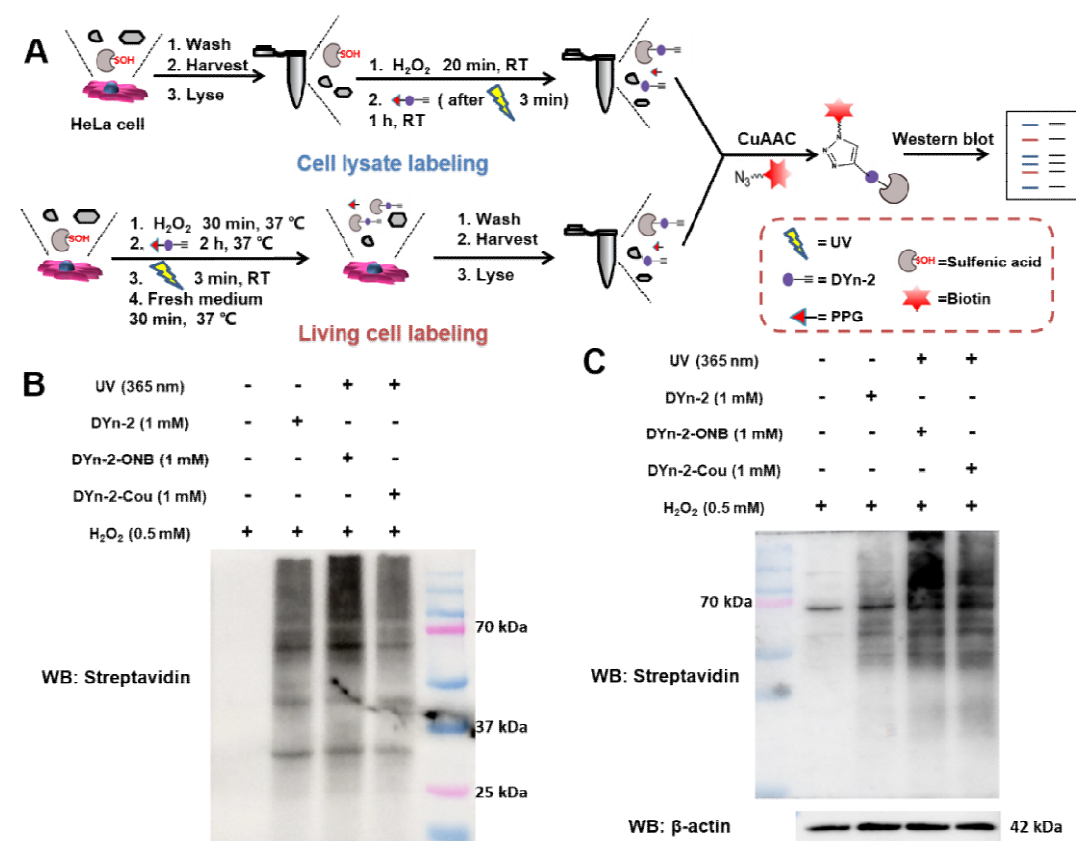 A
SOH
HeLa cell
1. Wash
2. Harvest
3. Lyse
SOH
1. H₂O₂ 20 min, RT
2. ( after 3 min)
1 h, RT
Cell lysate labeling
CuAAC
N₃
N
N
N
Western blot
SOH
1. H₂O₂ 30 min, 37 ℃
2. 2 h, 37 ℃
3. 3 min, RT
4. Fresh medium
30 min, 37 ℃
1. Wash
2. Harvest
3. Lyse
Living cell labeling
= UV
SOH =Sulfenic acid
= DYn-2
=Biotin
= PPG
B
UV (365 nm) - - + +
DYn-2 (1 mM) - + - -
DYn-2-ONB (1 mM) - - + -
DYn-2-Cou (1 mM) - - - +
H₂O₂ (0.5 mM) + + + +
70 kDa
WB: Streptavidin
37 kDa
25 kDa
C
UV (365 nm) - - + +
DYn-2 (1 mM) - + - -
DYn-2-ONB (1 mM) - - + -
DYn-2-Cou (1 mM) - - - +
H₂O₂ (0.5 mM) + + + +
70 kDa
WB: Streptavidin
WB: β-actin
42 kDa